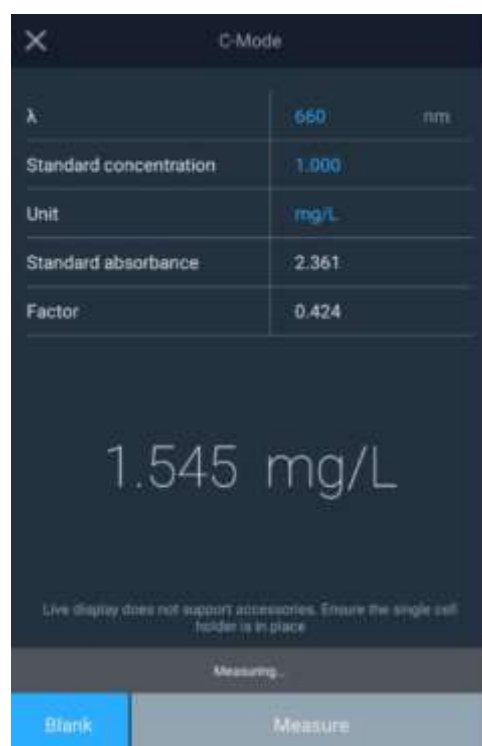 C-Mode
λ 660 nm
Standard concentration 1.000
Unit mg/L
Standard absorbance 2.361
Factor 0.424
1.545 mg/L
Live display does not support accessories. Ensure the single cell
holder is in place
Measuring...
Blank Measure